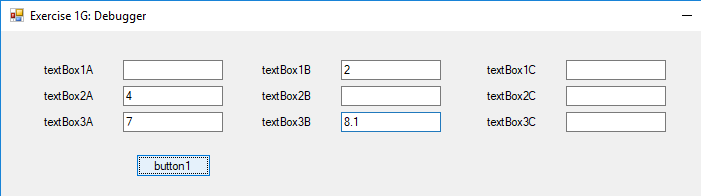 Exercise 1G: Debugger
textBox1A textBox1B 2 textBox1C
textBox2A 4 textBox2B textBox2C
textBox3A 7 textBox3B 8.1 textBox3C
button1